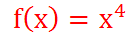 f(x) = x⁴